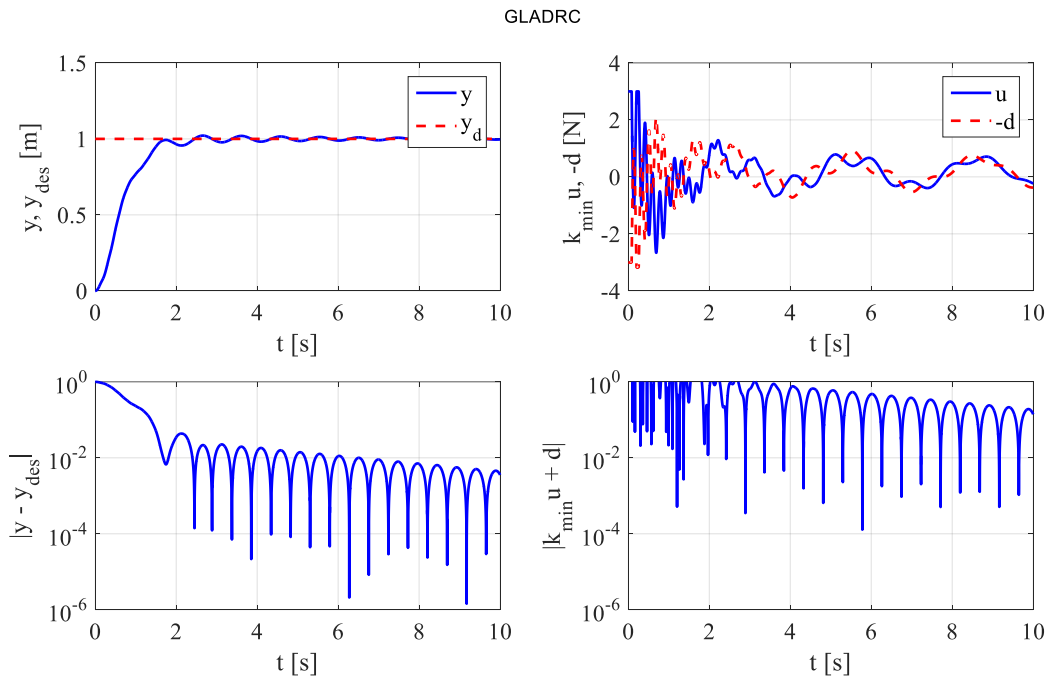 GLADRC
1.5
1
0.5
0
y, y_des [m]
y
y_d
0 2 4 6 8 10
t [s]
4
2
0
-2
-4
k_min u, -d [N]
u
-d
0 2 4 6 8 10
t [s]
10^0
10^-2
10^-4
10^-6
|y - y_des|
0 2 4 6 8 10
t [s]
10^0
10^-2
10^-4
10^-6
|k_min u + d|
0 2 4 6 8 10
t [s]